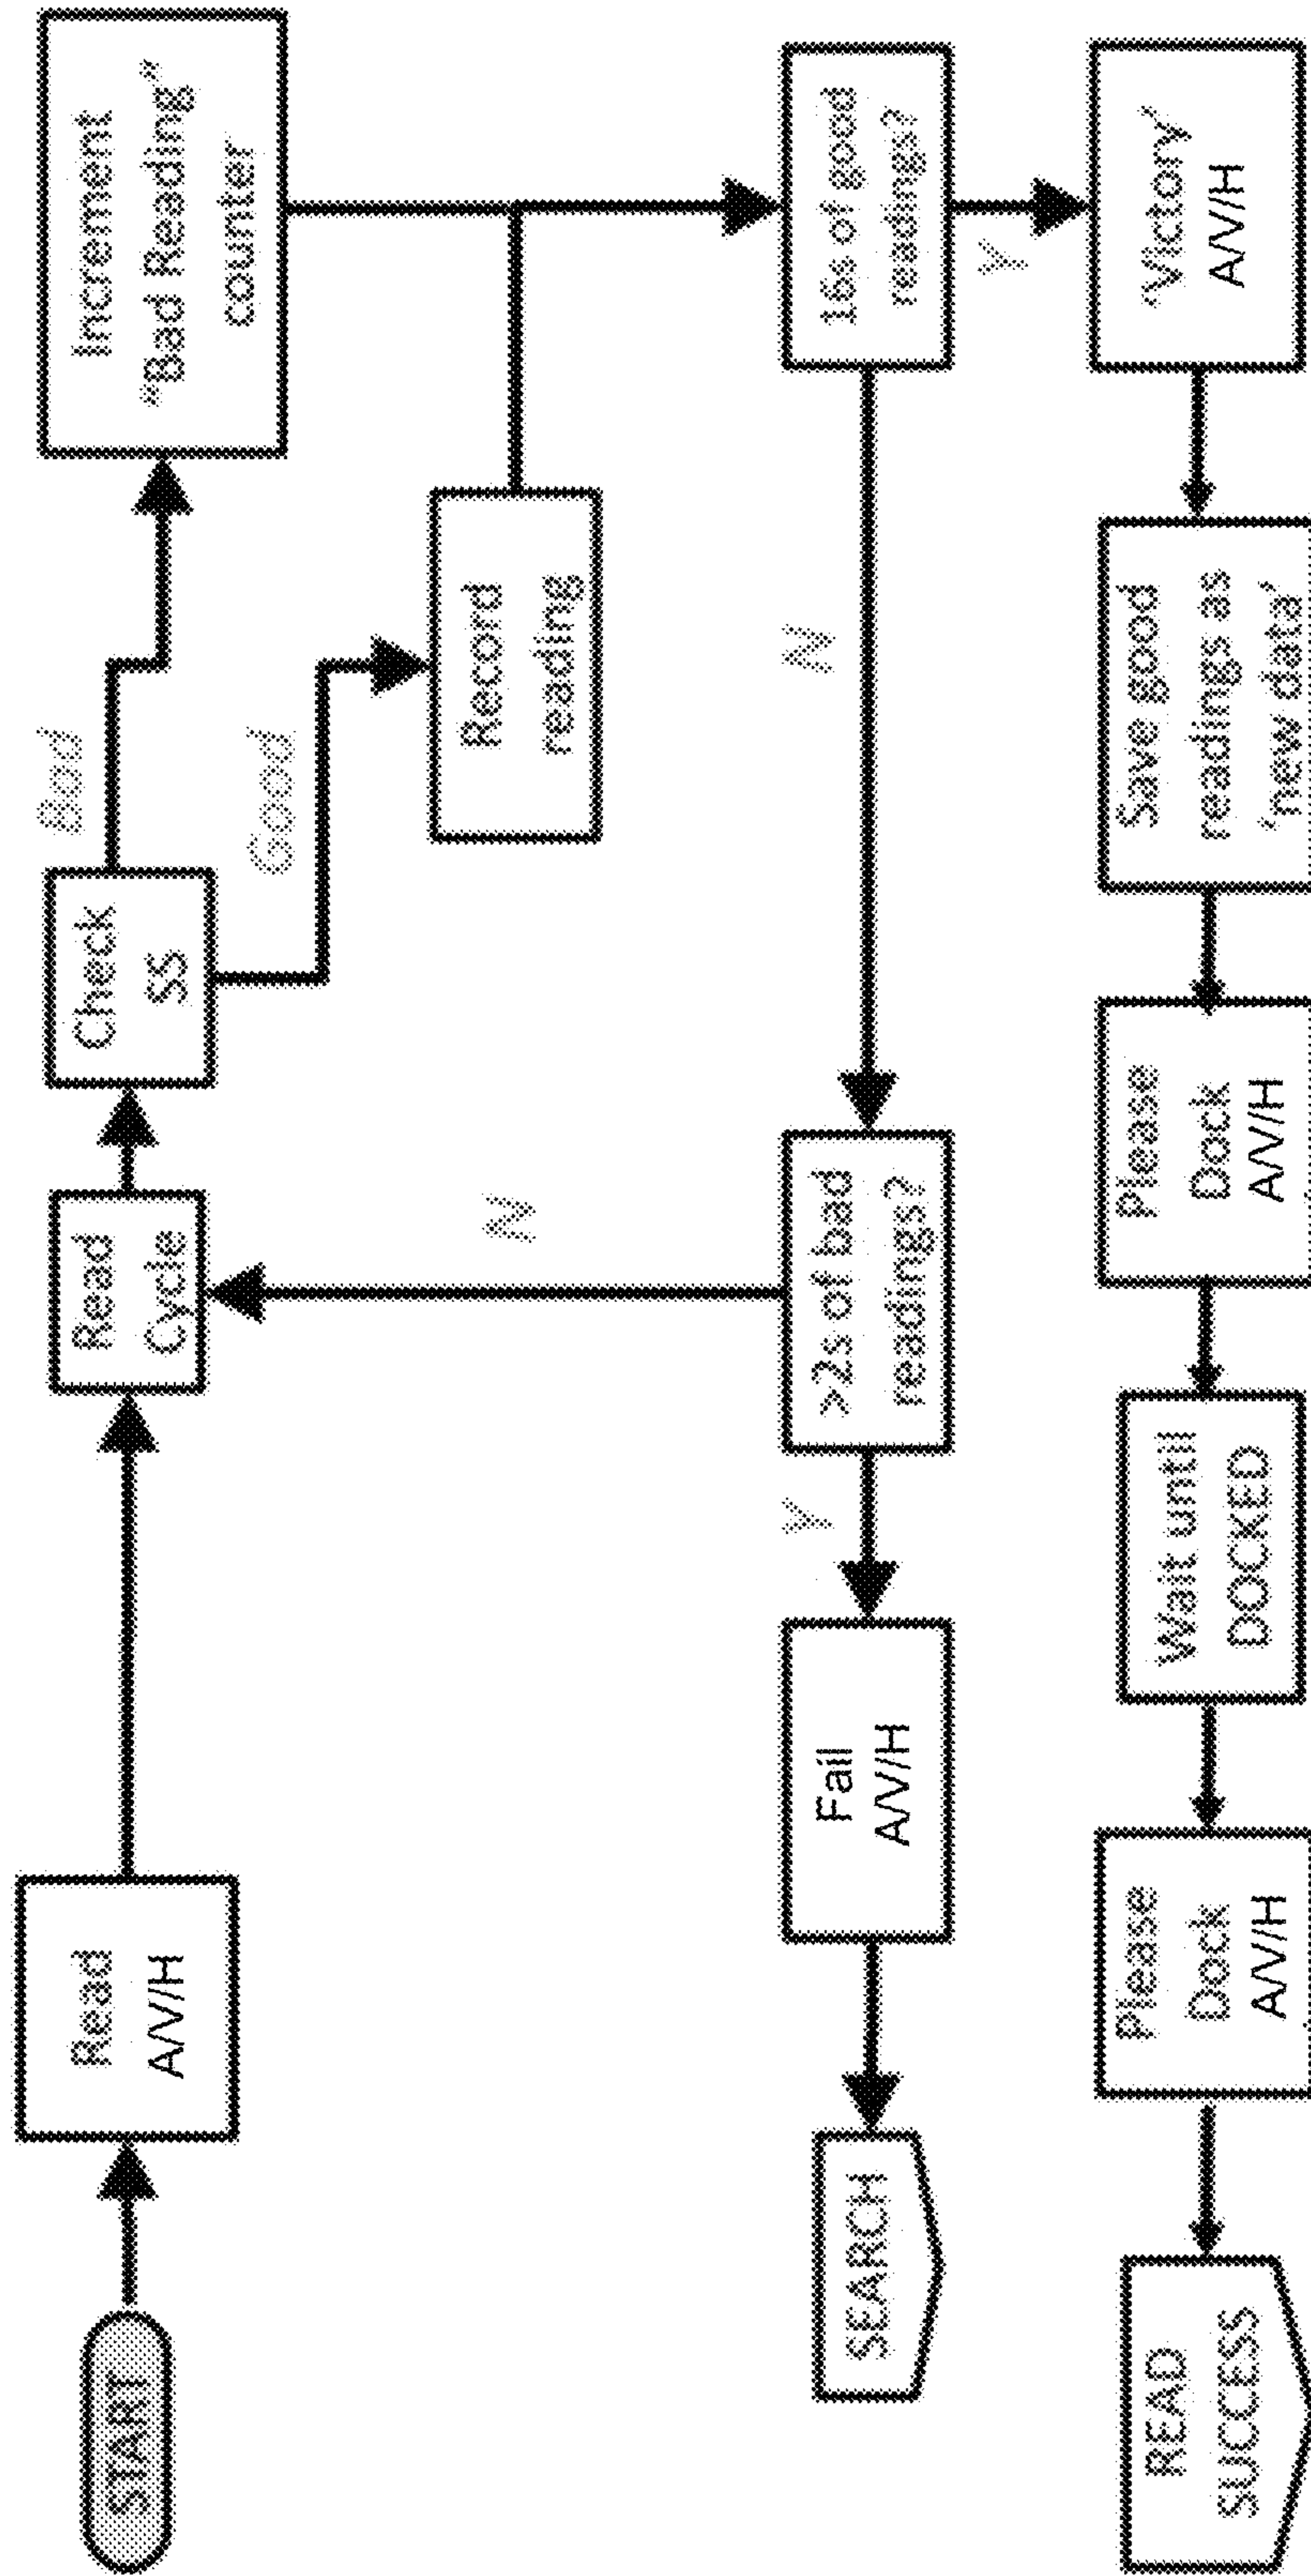 START
Read
A/V/H
Read
Cycle
Check
SS
Bad
Good
Increment
"Bad Reading"
counter
Record
reading
16s of good
readings?
N
Y
>2s of bad
readings?
N
Y
Fail
A/V/H
SEARCH
'Victory'
A/V/H
Save good
readings as
'new data'
Please
Dock
A/V/H
Wait until
DOCKED
Please
Dock
A/V/H
READ
SUCCESS